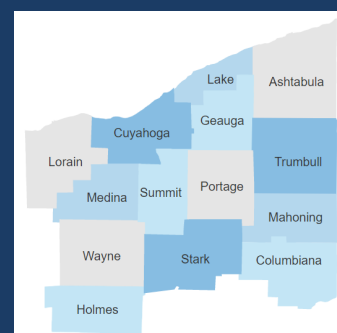 Lake
Ashtabula
Geauga
Cuyahoga
Lorain
Trumbull
Medina
Summit
Portage
Mahoning
Wayne
Stark
Columbiana
Holmes